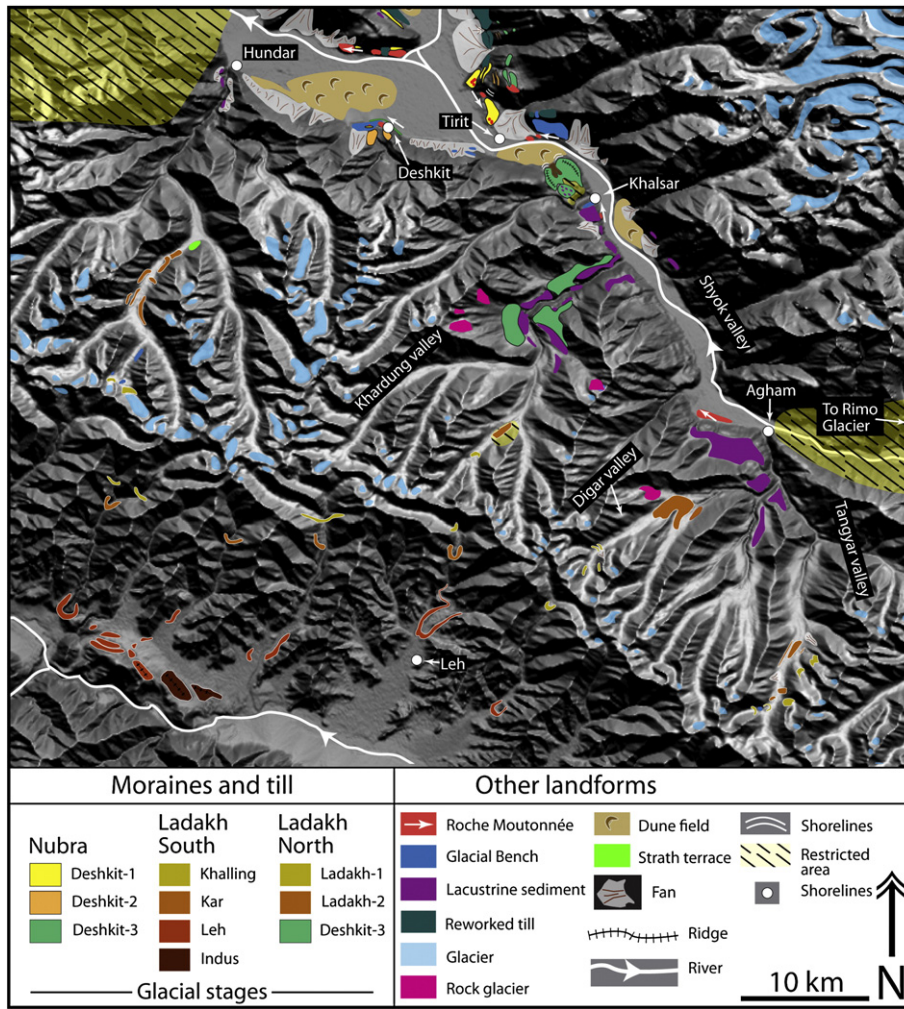 Hundar
Tirit
Deshkit
Khalsar
Shyok valley
Khardung valley
Agham
To Rimo
Glacier
Digar valley
Tangyar valley
Leh
Moraines and till
Nubra
Deshkit-1
Deshkit-2
Deshkit-3
Ladakh
South
Khalling
Kar
Leh
Indus
Ladakh
North
Ladakh-1
Ladakh-2
Deshkit-3
Glacial stages
Other landforms
Roche Moutonnée
Glacial Bench
Lacustrine sediment
Reworked till
Glacier
Rock glacier
Dune field
Strath terrace
Fan
Ridge
River
Shorelines
Restricted
area
Shorelines
10 km
N